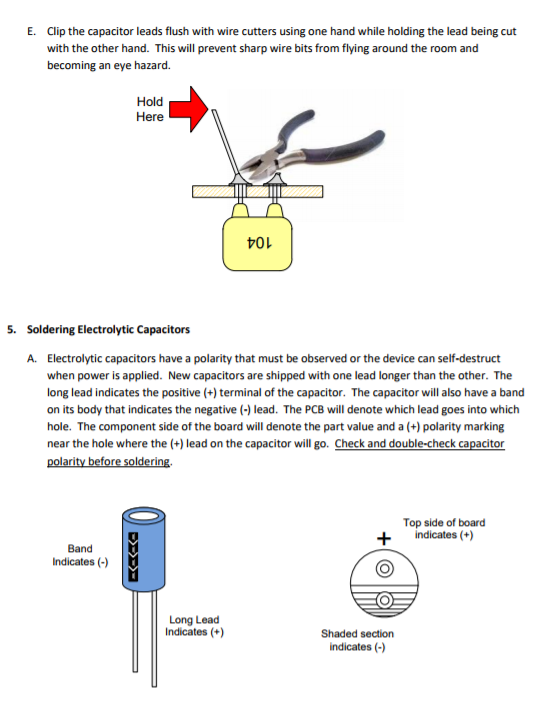 E. Clip the capacitor leads flush with wire cutters using one hand while holding the lead being cut
with the other hand. This will prevent sharp wire bits from flying around the room and
becoming an eye hazard.
Hold
Here
104
5. Soldering Electrolytic Capacitors
A. Electrolytic capacitors have a polarity that must be observed or the device can self-destruct
when power is applied. New capacitors are shipped with one lead longer than the other. The
long lead indicates the positive (+) terminal of the capacitor. The capacitor will also have a band
on its body that indicates the negative (-) lead. The PCB will denote which lead goes into which
hole. The component side of the board will denote the part value and a (+) polarity marking
near the hole where the (+) lead on the capacitor will go. Check and double-check capacitor
polarity before soldering.
Top side of board
indicates (+)
+
Band
Indicates (-)
Long Lead
Indicates (+)
Shaded section
indicates (-)